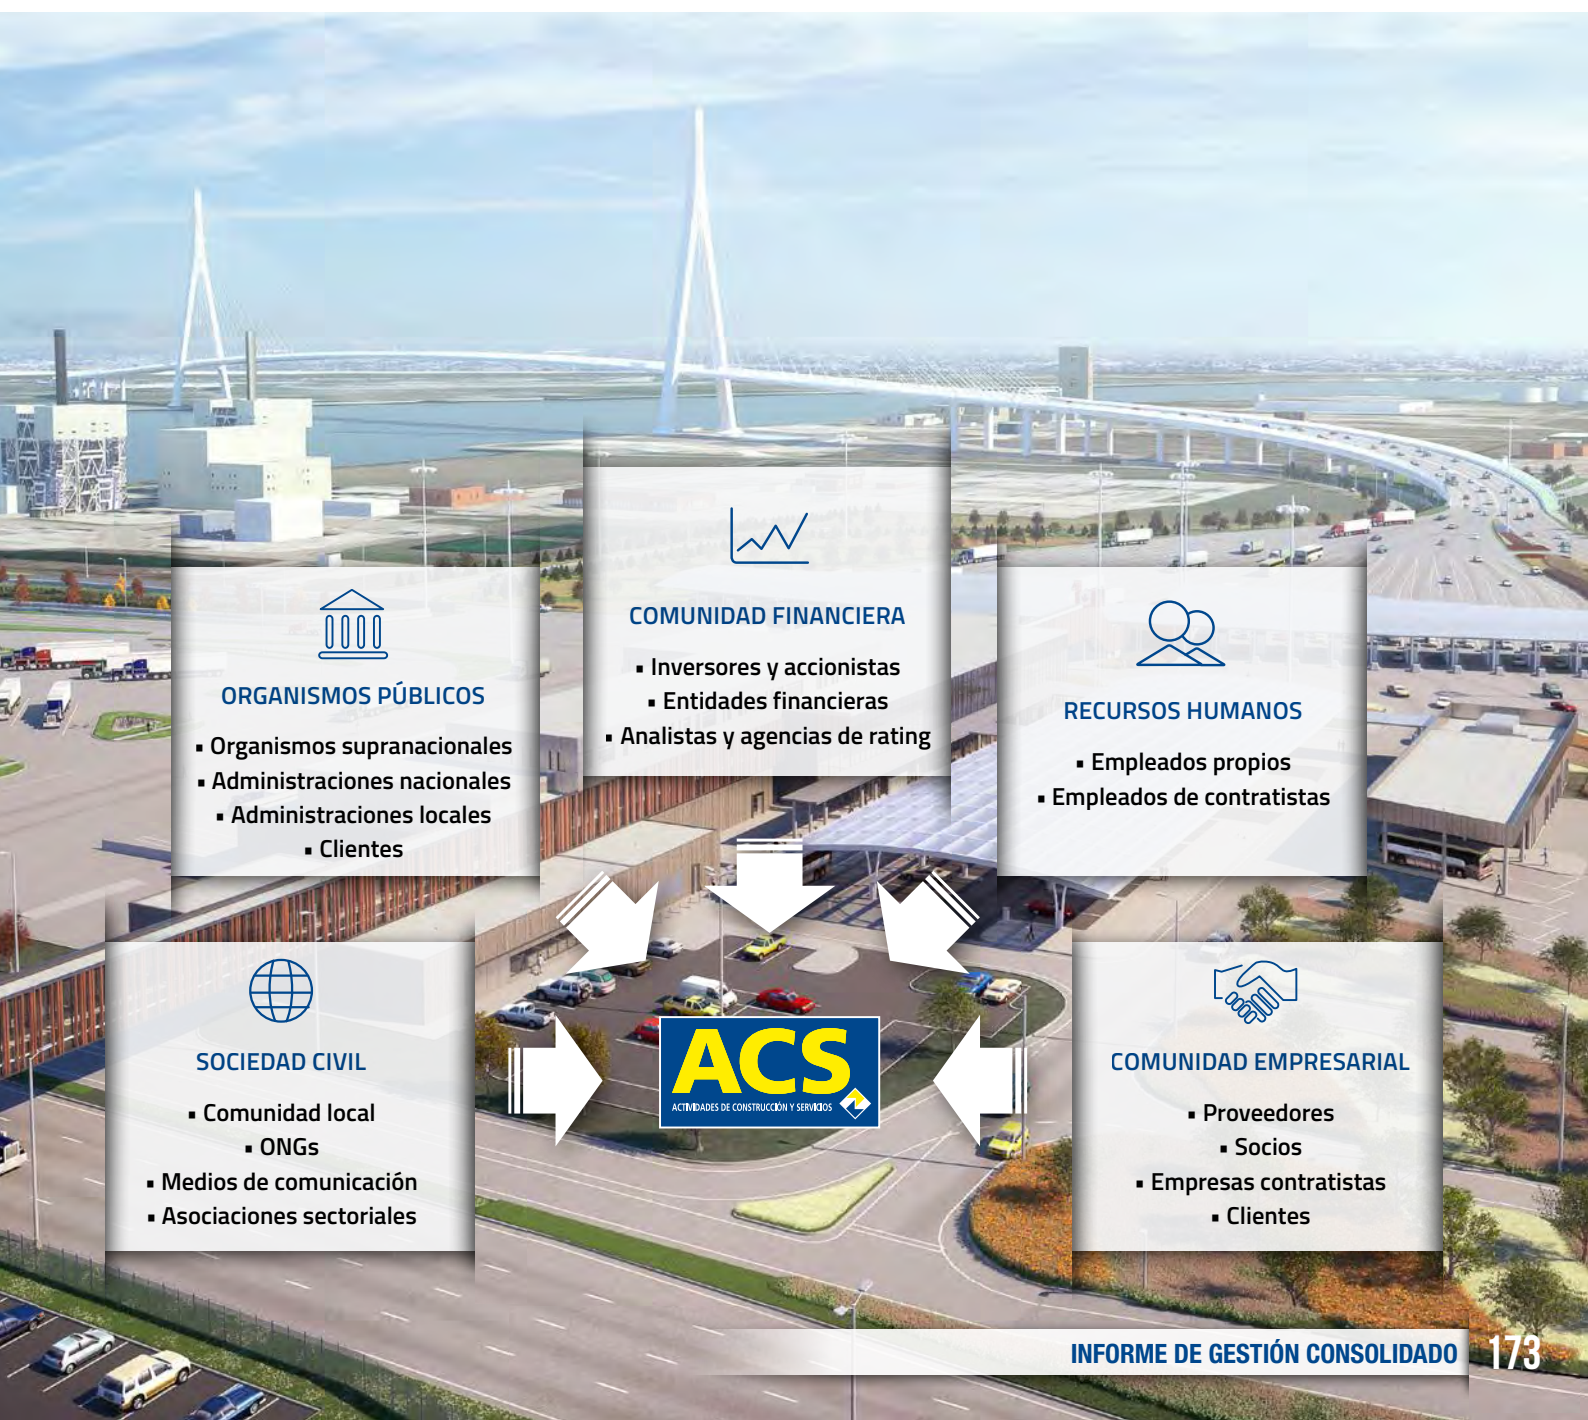 COMUNIDAD FINANCIERA
▪ Inversores y accionistas
▪ Entidades financieras
▪ Analistas y agencias de rating
ORGANISMOS PÚBLICOS
▪ Organismos supranacionales
▪ Administraciones nacionales
▪ Administraciones locales
▪ Clientes
RECURSOS HUMANOS
▪ Empleados propios
▪ Empleados de contratistas
SOCIEDAD CIVIL
▪ Comunidad local
▪ ONGs
▪ Medios de comunicación
▪ Asociaciones sectoriales
ACS
ACTIVIDADES DE CONSTRUCCIÓN Y SERVICIOS
COMUNIDAD EMPRESARIAL
▪ Proveedores
▪ Socios
▪ Empresas contratistas
▪ Clientes
INFORME DE GESTIÓN CONSOLIDADO 173